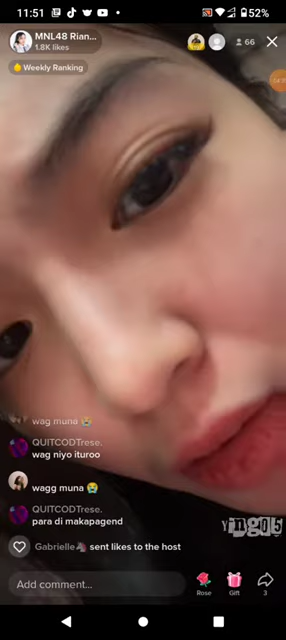 11:51
52%
MNL48 Rian...
1.8K likes
66
Weekly Ranking
wag muna 😭
QUITCODTrese.
wag niyo ituroo
wagg muna 😭
QUITCODTrese.
para di makapagend
Gabrielle🦄 sent likes to the host
Add comment...
Rose
Gift
3